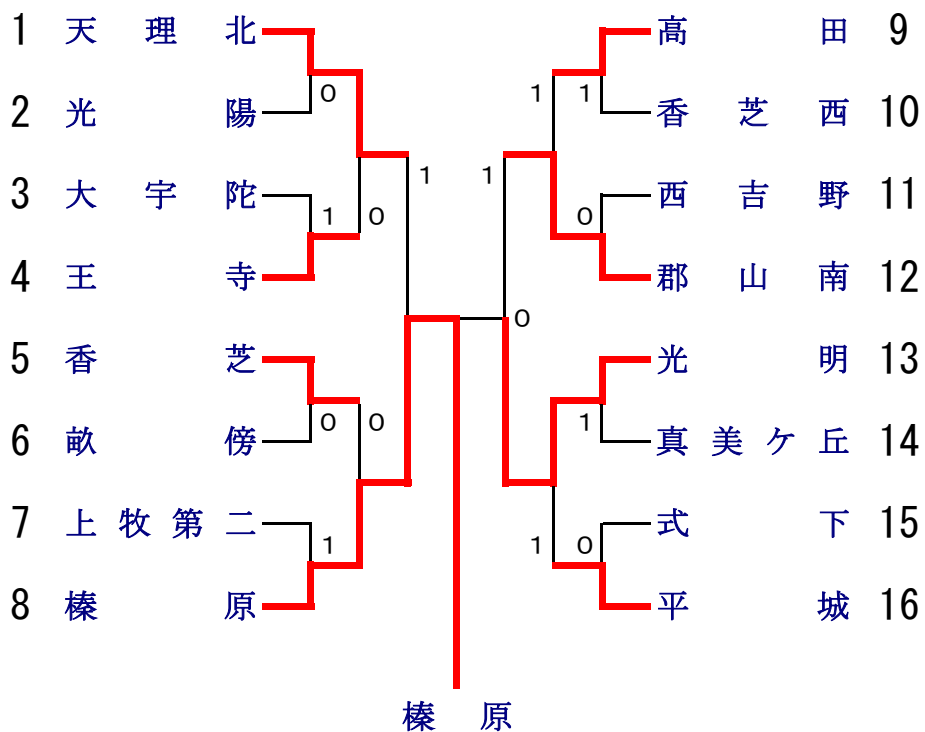 1 天理北 高田 9
0 1 1
2 光陽 香芝西 10
1 1
3 大宇陀 西吉野 11
1 0 0
4 王寺 郡山南 12
0
5 香芝 光明 13
0 0 1
6 畝傍 真美ケ丘 14
7 上牧第二 式下 15
1 1 0
8 榛原 平城 16
榛原